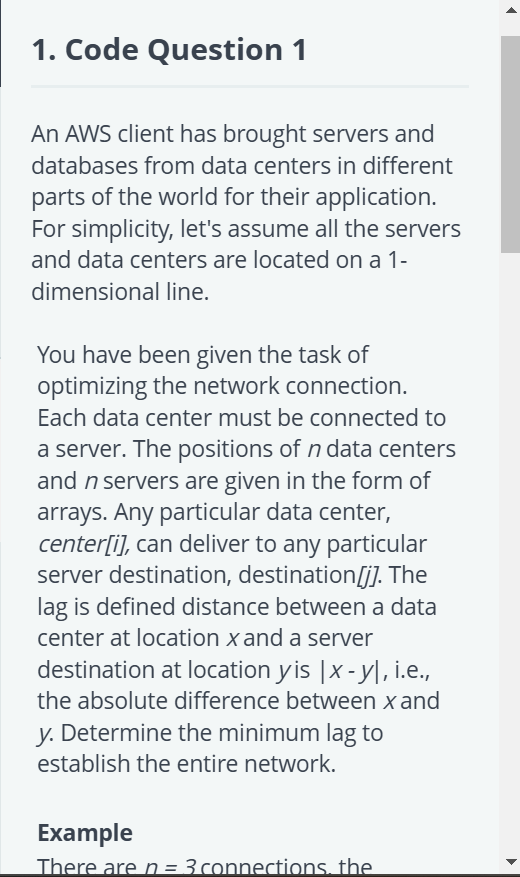 1. Code Question 1
An AWS client has brought servers and
databases from data centers in different
parts of the world for their application.
For simplicity, let's assume all the servers
and data centers are located on a 1-
dimensional line.
You have been given the task of
optimizing the network connection.
Each data center must be connected to
a server. The positions of n data centers
and n servers are given in the form of
arrays. Any particular data center,
center[i], can deliver to any particular
server destination, destination[j]. The
lag is defined distance between a data
center at location x and a server
destination at location y is |x - y|, i.e.,
the absolute difference between x and
y. Determine the minimum lag to
establish the entire network.
Example
There are n = 3 connections, the